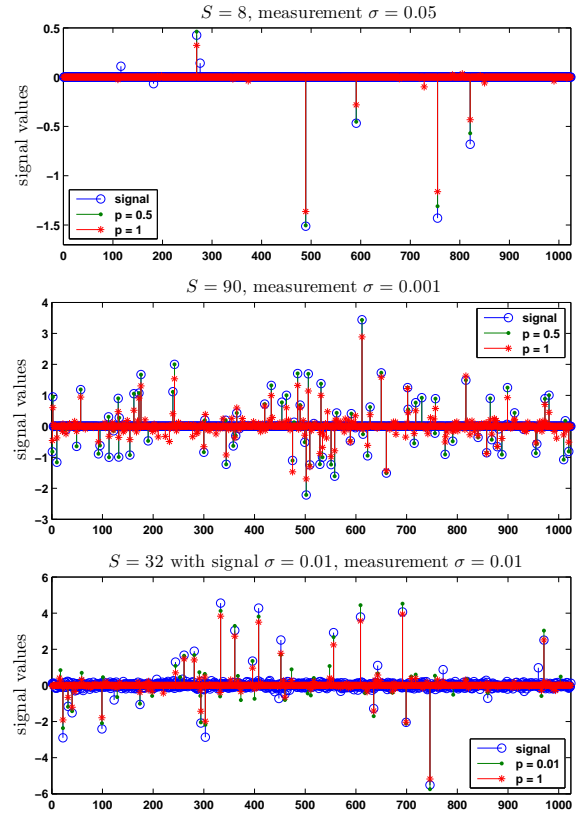 S = 8, measurement σ = 0.05
0.5
0
−0.5
−1
−1.5
signal values
signal
p = 0.5
p = 1
0 100 200 300 400 500 600 700 800 900 1000
S = 90, measurement σ = 0.001
4
3
2
1
0
−1
−2
−3
signal values
signal
p = 0.5
p = 1
0 100 200 300 400 500 600 700 800 900 1000
S = 32 with signal σ = 0.01, measurement σ = 0.01
6
4
2
0
−2
−4
−6
signal values
signal
p = 0.01
p = 1
0 100 200 300 400 500 600 700 800 900 1000